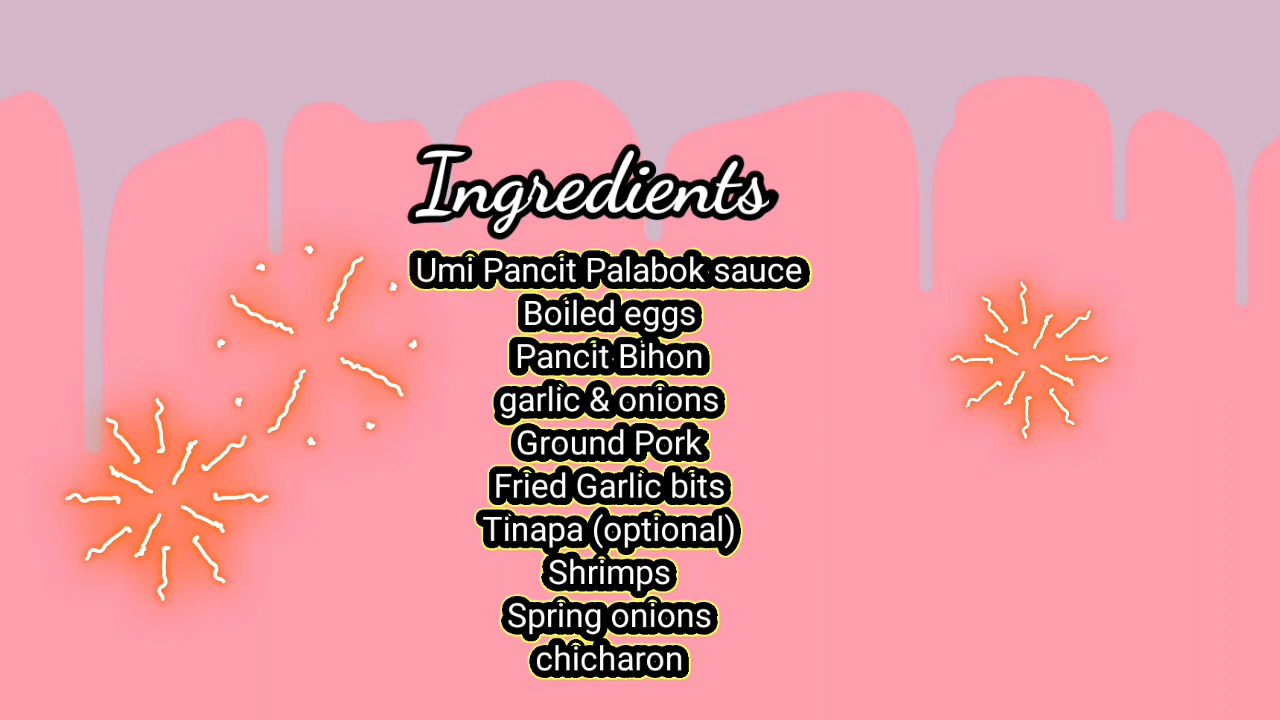 Ingredients
Umi Pancit Palabok sauce
Boiled eggs
Pancit Bihon
garlic & onions
Ground Pork
Fried Garlic bits
Tinapa (optional)
Shrimps
Spring onions
chicharon